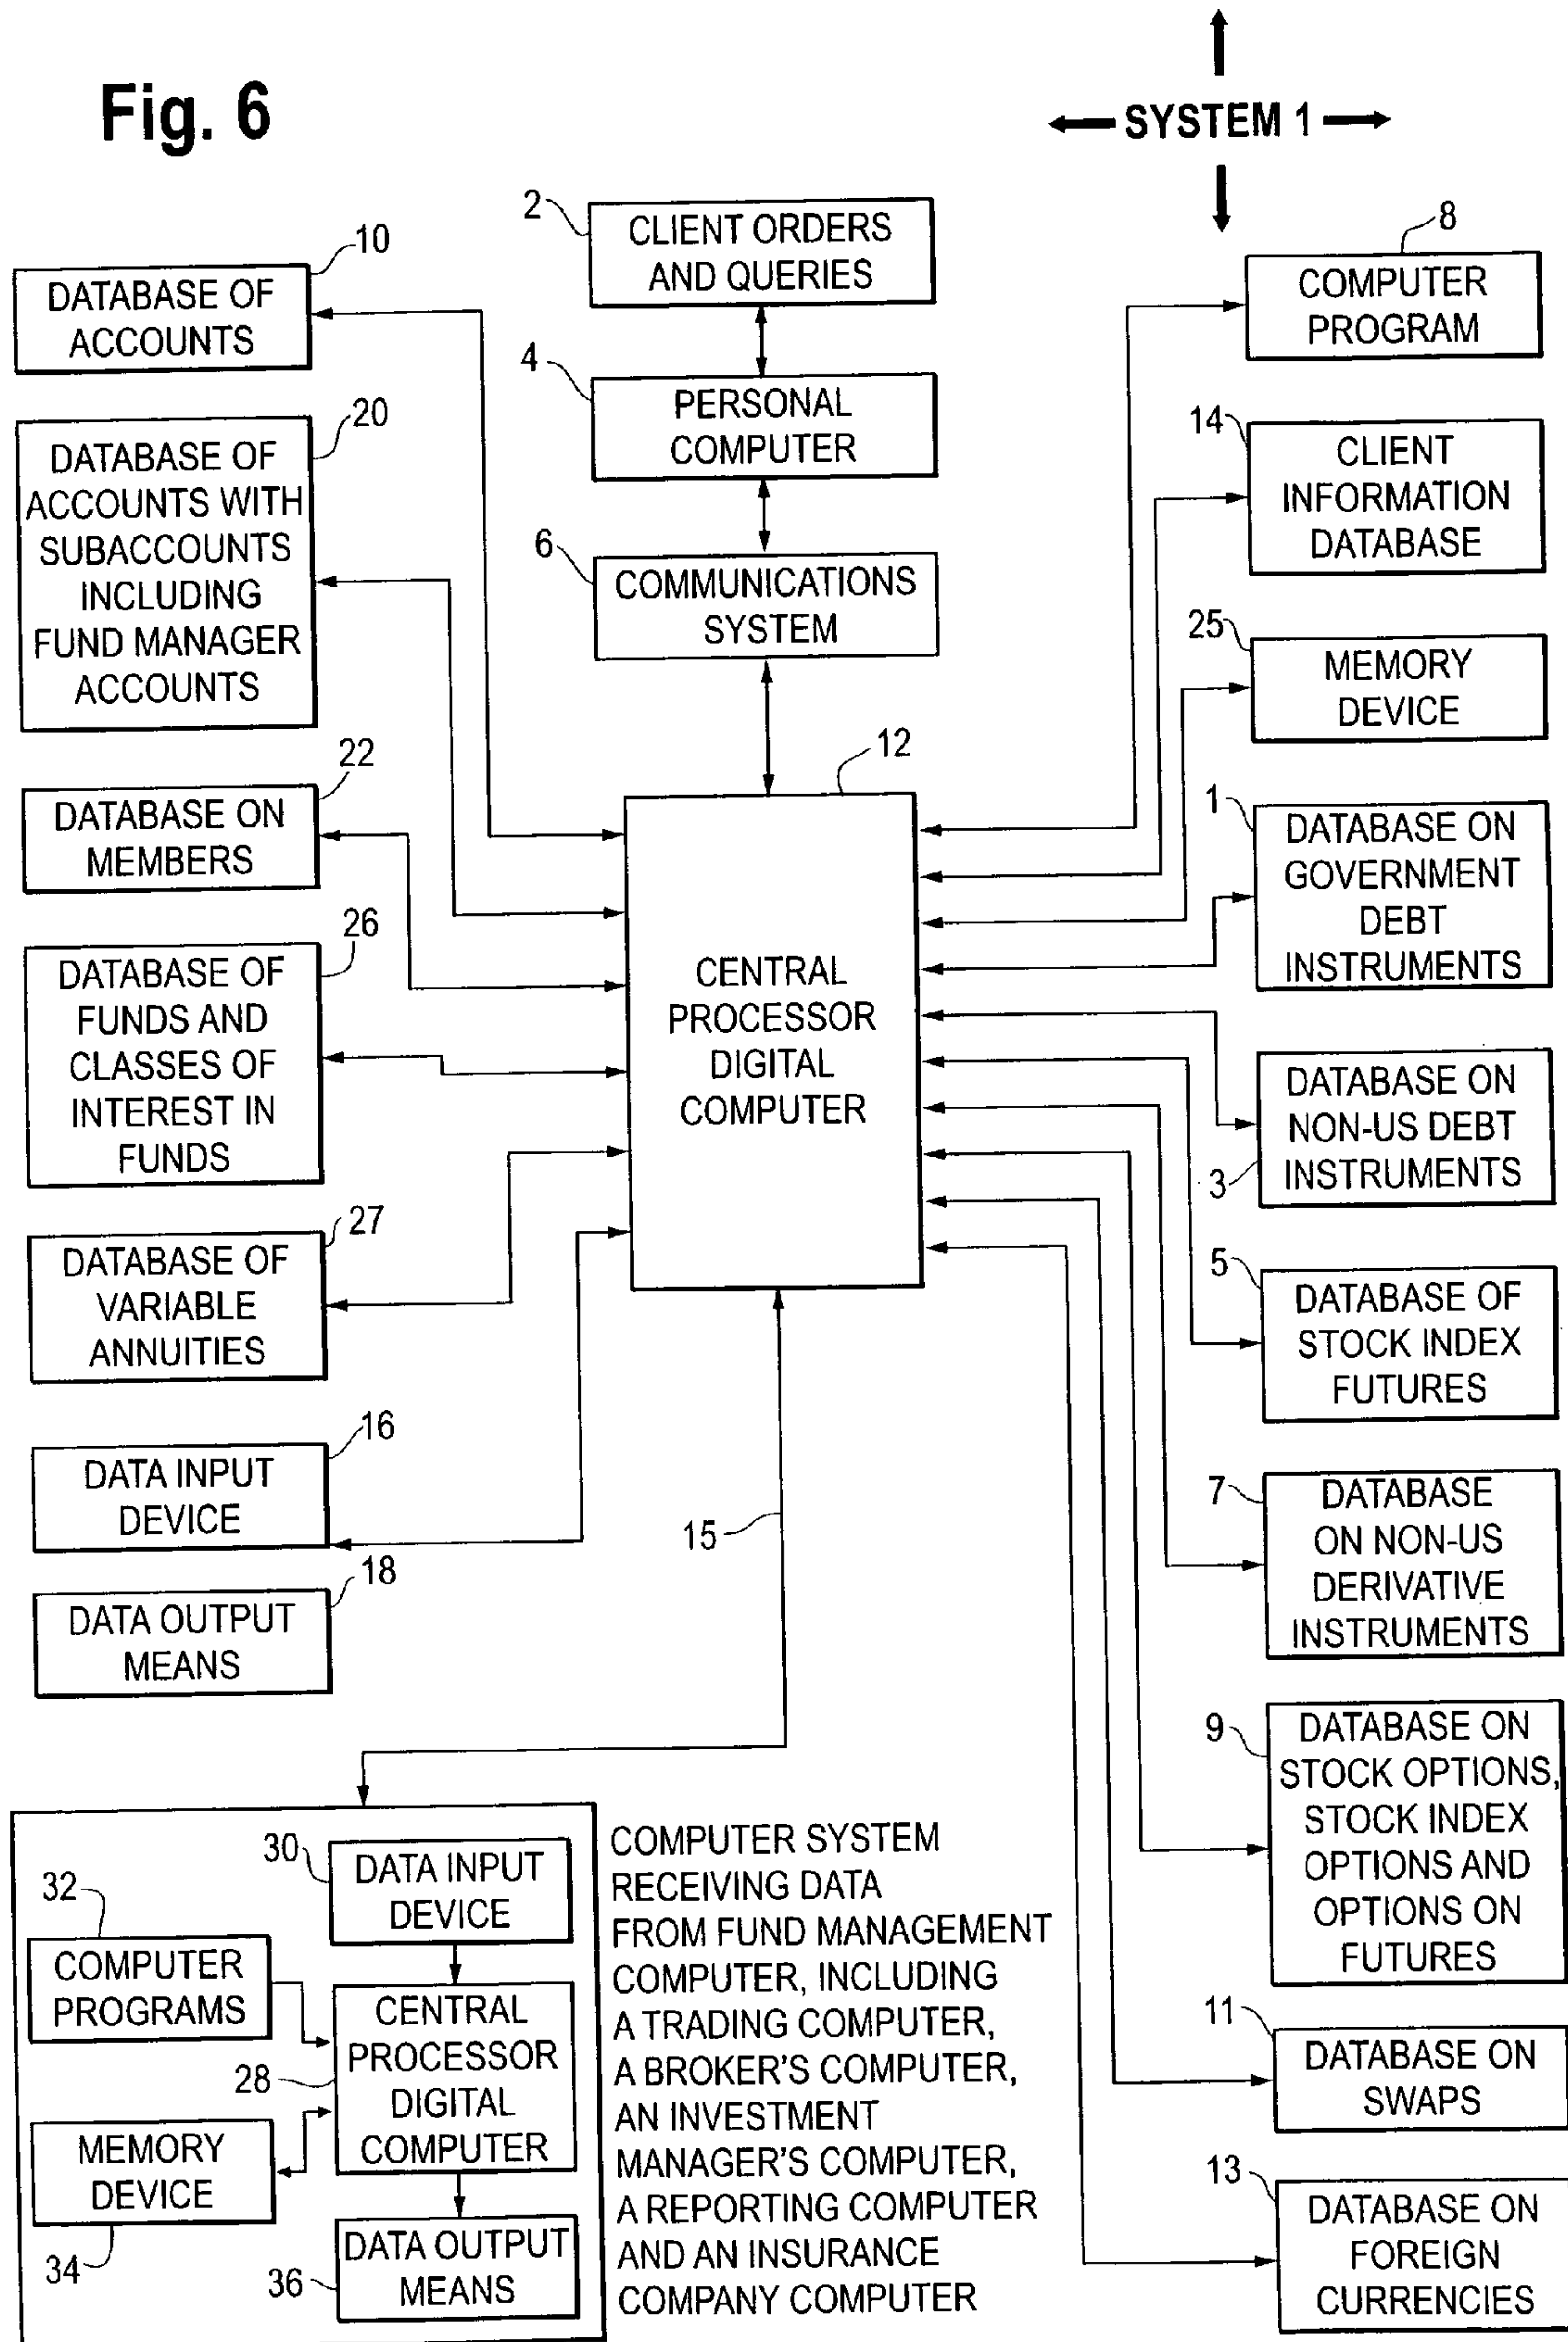 Fig. 6
SYSTEM 1
2
CLIENT ORDERS
AND QUERIES
4
PERSONAL
COMPUTER
6
COMMUNICATIONS
SYSTEM
12
CENTRAL
PROCESSOR
DIGITAL
COMPUTER
15
10
DATABASE OF
ACCOUNTS
20
DATABASE OF
ACCOUNTS WITH
SUBACCOUNTS
INCLUDING
FUND MANAGER
ACCOUNTS
22
DATABASE ON
MEMBERS
26
DATABASE OF
FUNDS AND
CLASSES OF
INTEREST IN
FUNDS
27
DATABASE OF
VARIABLE
ANNUITIES
16
DATA INPUT
DEVICE
18
DATA OUTPUT
MEANS
8
COMPUTER
PROGRAM
14
CLIENT
INFORMATION
DATABASE
25
MEMORY
DEVICE
1
DATABASE ON
GOVERNMENT
DEBT
INSTRUMENTS
DATABASE ON
NON-US DEBT
3
INSTRUMENTS
5
DATABASE OF
STOCK INDEX
FUTURES
7
DATABASE
ON NON-US
DERIVATIVE
INSTRUMENTS
9
DATABASE ON
STOCK OPTIONS,
STOCK INDEX
OPTIONS AND
OPTIONS ON
FUTURES
11
DATABASE ON
SWAPS
13
DATABASE ON
FOREIGN
CURRENCIES
30
DATA INPUT
DEVICE
32
COMPUTER
PROGRAMS
28
CENTRAL
PROCESSOR
DIGITAL
COMPUTER
MEMORY
DEVICE
34
36
DATA OUTPUT
MEANS
COMPUTER SYSTEM
RECEIVING DATA
FROM FUND MANAGEMENT
COMPUTER, INCLUDING
A TRADING COMPUTER,
A BROKER'S COMPUTER,
AN INVESTMENT
MANAGER'S COMPUTER,
A REPORTING COMPUTER
AND AN INSURANCE
COMPANY COMPUTER